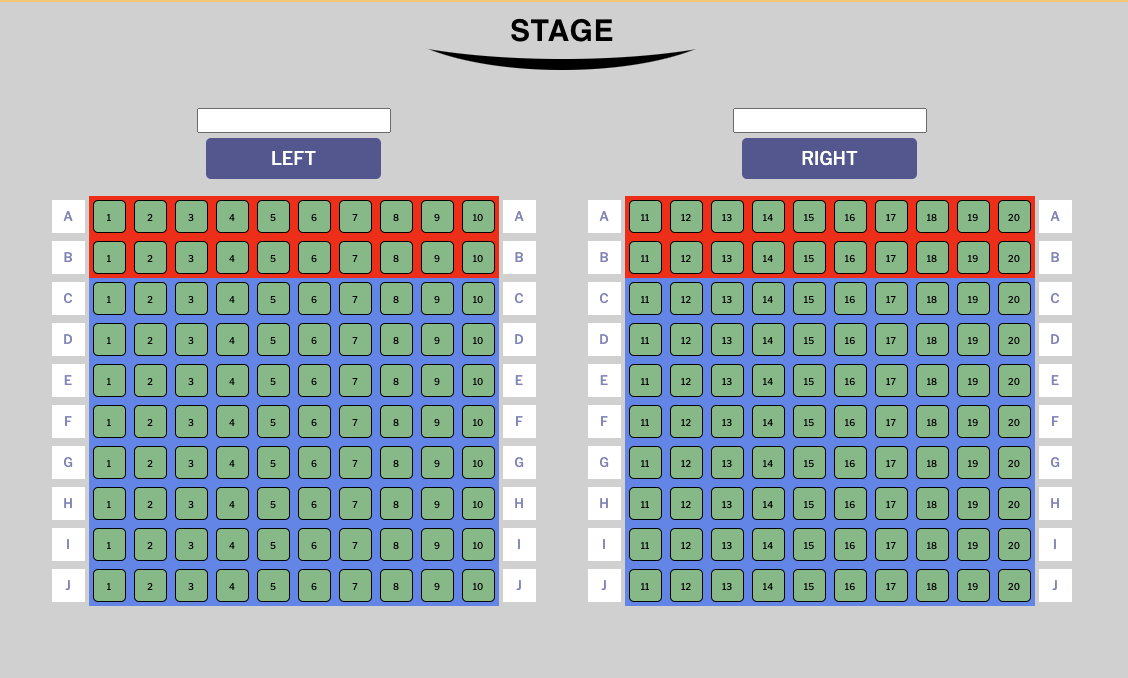 STAGE
LEFT RIGHT
A 1 2 3 4 5 6 7 8 9 10 A A 11 12 13 14 15 16 17 18 19 20 A
B 1 2 3 4 5 6 7 8 9 10 B B 11 12 13 14 15 16 17 18 19 20 B
C 1 2 3 4 5 6 7 8 9 10 C C 11 12 13 14 15 16 17 18 19 20 C
D 1 2 3 4 5 6 7 8 9 10 D D 11 12 13 14 15 16 17 18 19 20 D
E 1 2 3 4 5 6 7 8 9 10 E E 11 12 13 14 15 16 17 18 19 20 E
F 1 2 3 4 5 6 7 8 9 10 F F 11 12 13 14 15 16 17 18 19 20 F
G 1 2 3 4 5 6 7 8 9 10 G G 11 12 13 14 15 16 17 18 19 20 G
H 1 2 3 4 5 6 7 8 9 10 H H 11 12 13 14 15 16 17 18 19 20 H
I 1 2 3 4 5 6 7 8 9 10 I I 11 12 13 14 15 16 17 18 19 20 I
J 1 2 3 4 5 6 7 8 9 10 J J 11 12 13 14 15 16 17 18 19 20 J